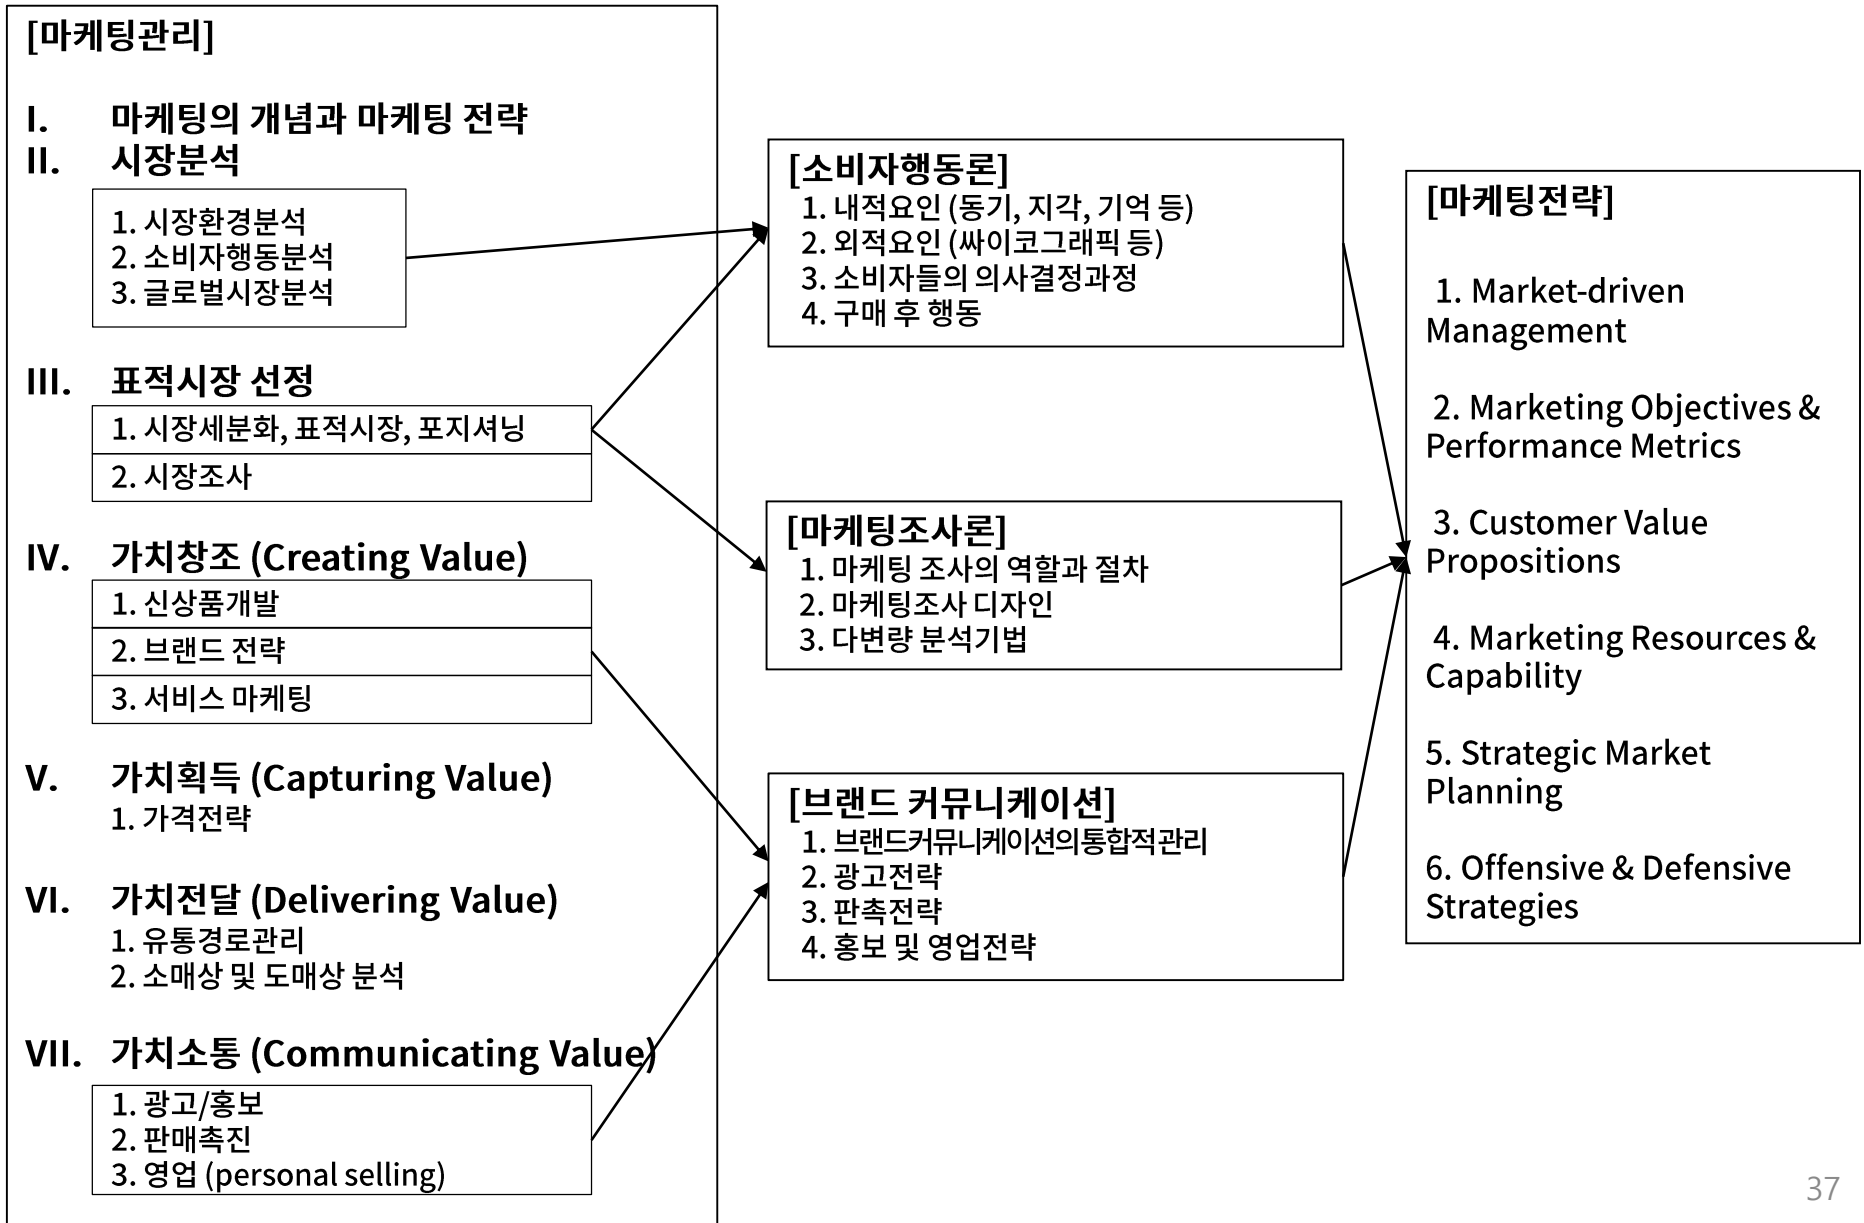 [마케팅관리]
I. 마케팅의 개념과 마케팅 전략
II. 시장분석
1. 시장환경분석
2. 소비자행동분석
3. 글로벌시장분석
III. 표적시장 선정
1. 시장세분화, 표적시장, 포지셔닝
2. 시장조사
IV. 가치창조 (Creating Value)
1. 신상품개발
2. 브랜드 전략
3. 서비스 마케팅
V. 가치획득 (Capturing Value)
1. 가격전략
VI. 가치전달 (Delivering Value)
1. 유통경로관리
2. 소매상 및 도매상 분석
VII. 가치소통 (Communicating Value)
1. 광고/홍보
2. 판매촉진
3. 영업 (personal selling)
[소비자행동론]
1. 내적요인 (동기, 지각, 기억 등)
2. 외적요인 (싸이코그래픽 등)
3. 소비자들의 의사결정과정
4. 구매 후 행동
[마케팅조사론]
1. 마케팅 조사의 역할과 절차
2. 마케팅조사 디자인
3. 다변량 분석기법
[브랜드 커뮤니케이션]
1. 브랜드커뮤니케이션의 통합적 관리
2. 광고전략
3. 판촉전략
4. 홍보 및 영업전략
[마케팅전략]
1. Market-driven
Management
2. Marketing Objectives &
Performance Metrics
3. Customer Value
Propositions
4. Marketing Resources &
Capability
5. Strategic Market
Planning
6. Offensive & Defensive
Strategies
37